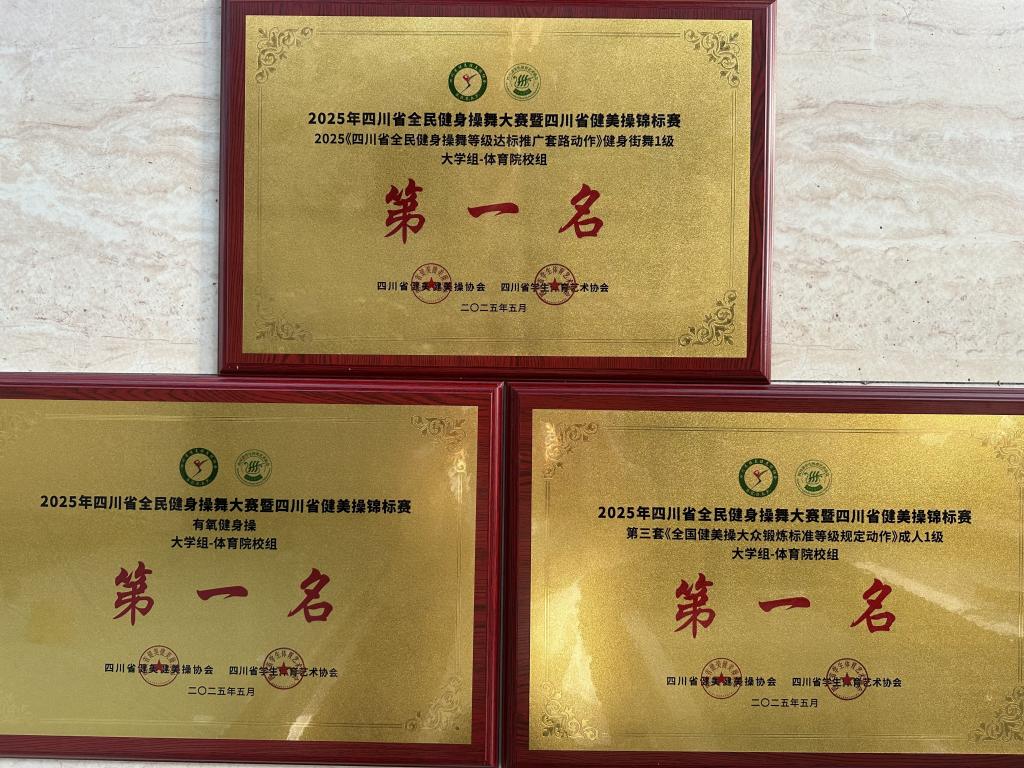 2025年四川省全民健身操舞大赛暨四川省健美操锦标赛
2025《四川省全民健身操舞等级达标推广套路动作》健身街舞1级
大学组-体育院校组
第一名
四川省健美健美操协会 四川省学生体育艺术协会
二〇二五年五月
2025年四川省全民健身操舞大赛暨四川省健美操锦标赛
有氧健身操
大学组-体育院校组
第一名
四川省健美健美操协会 四川省学生体育艺术协会
二〇二五年五月
2025年四川省全民健身操舞大赛暨四川省健美操锦标赛
第三套《全国健美操大众锻炼标准等级规定动作》成人1级
大学组-体育院校组
第一名
四川省健美健美操协会 四川省学生体育艺术协会
二〇二五年五月